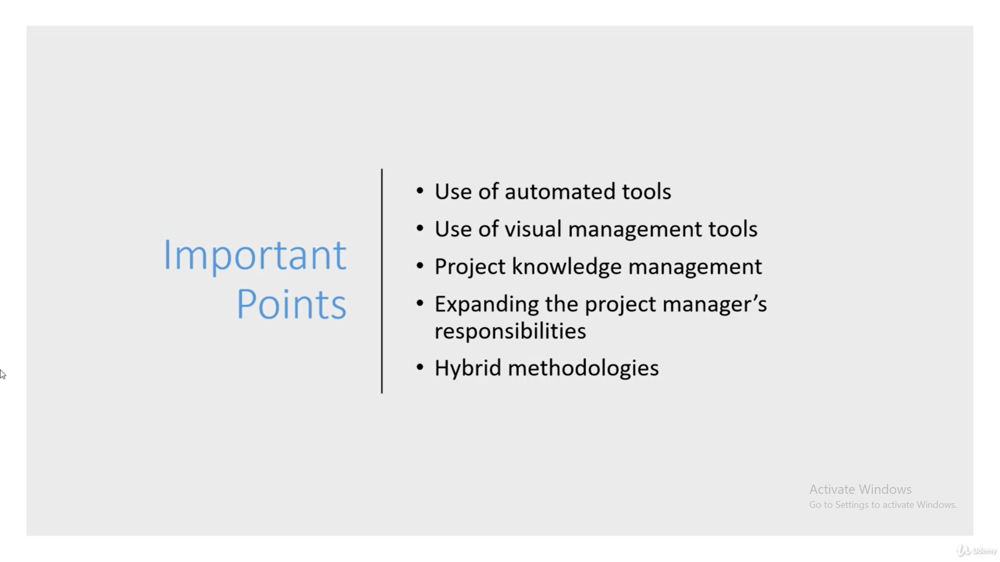 Important
Points
• Use of automated tools
• Use of visual management tools
• Project knowledge management
• Expanding the project manager’s
responsibilities
• Hybrid methodologies
Activate Windows
Go to Settings to activate Windows.
Udemy